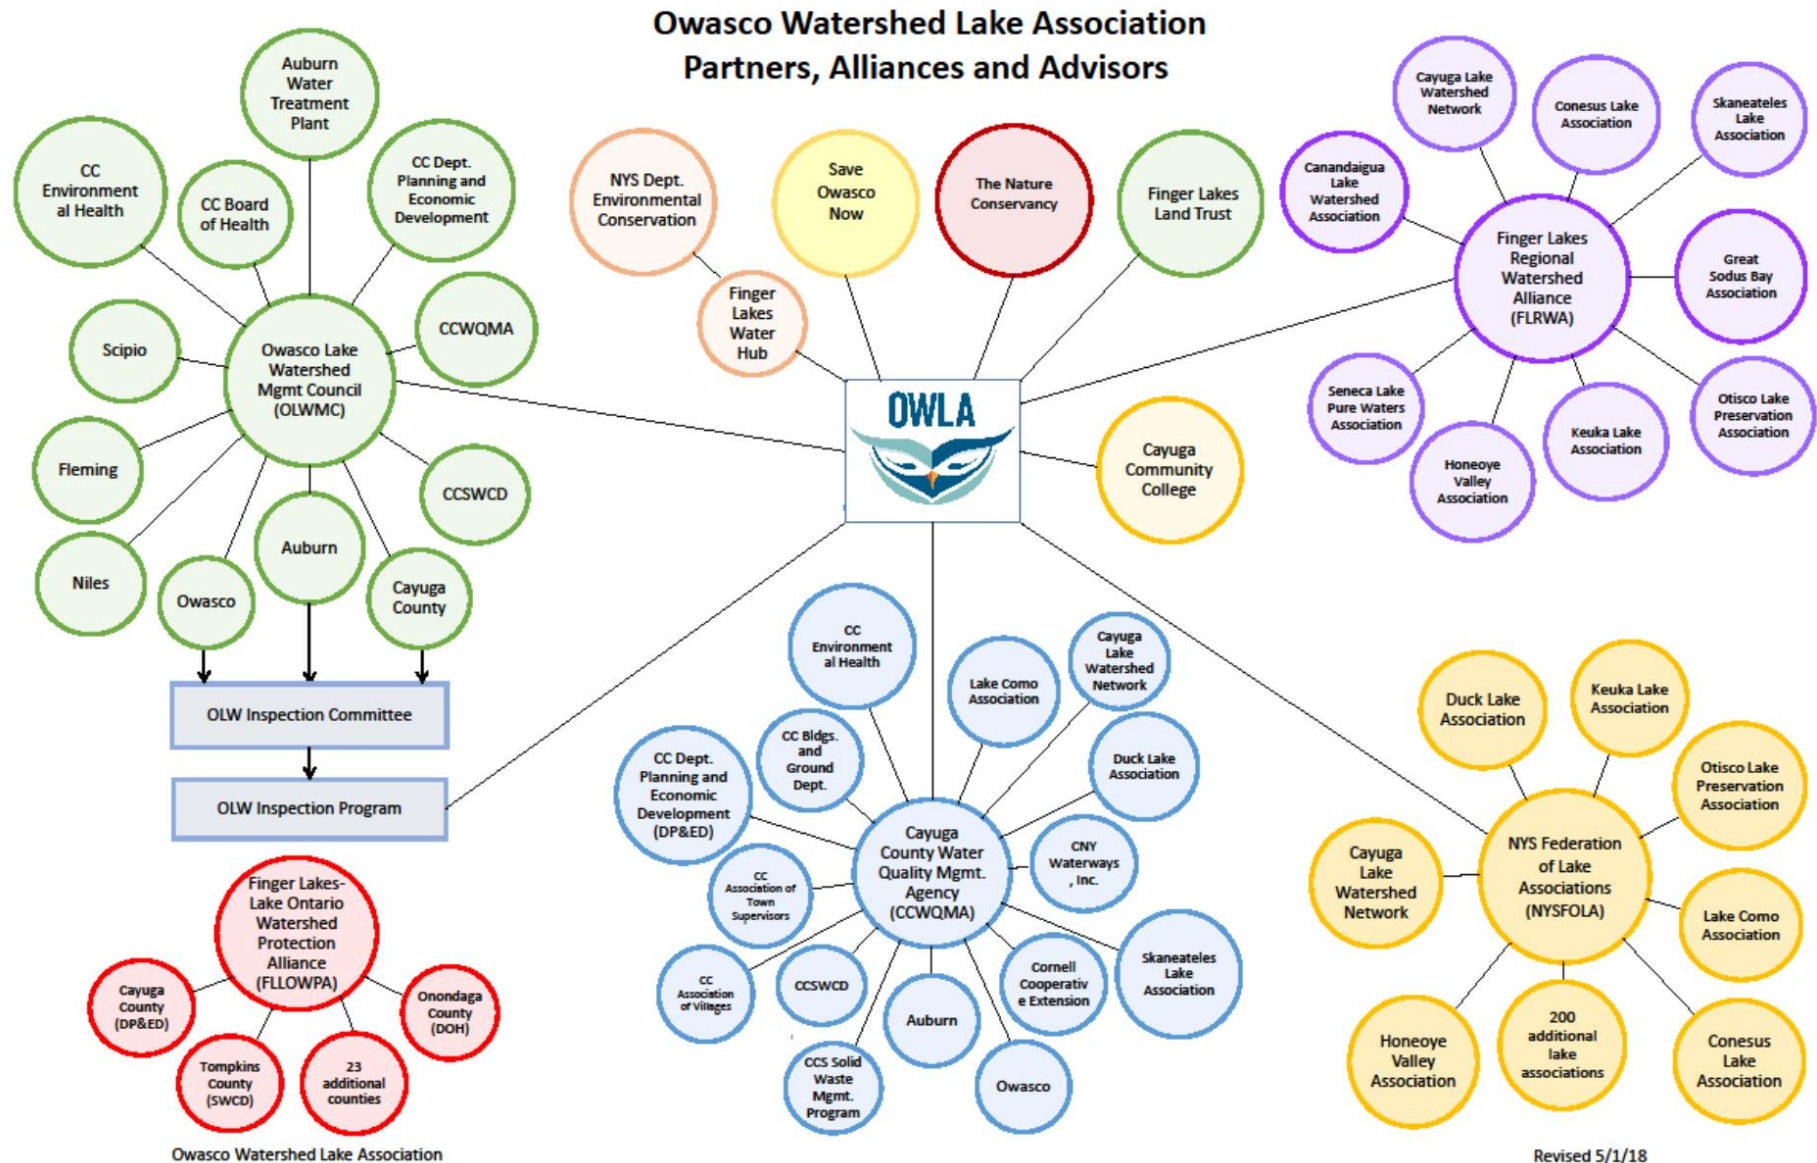 Owasco Watershed Lake Association
Partners, Alliances and Advisors
Auburn
Water
Treatment
Plant
CC
Environment
al Health
CC Board
of Health
CC Dept.
Planning and
Economic
Development
CCWQMA
Scipio
Owasco Lake
Watershed
Mgmt Council
(OLWMC)
Fleming
CCSWCD
Niles
Owasco
Auburn
Cayuga
County
OLW Inspection Committee
OLW Inspection Program
NYS Dept.
Environmental
Conservation
Finger
Lakes
Water
Hub
Save
Owasco
Now
The Nature
Conservancy
Finger Lakes
Land Trust
OWLA
Cayuga
Community
College
Cayuga Lake
Watershed
Network
Conesus Lake
Association
Skaneateles
Lake
Association
Canandaigua
Lake
Watershed
Association
Finger Lakes
Regional
Watershed
Alliance
(FLRWA)
Great
Sodus Bay
Association
Seneca Lake
Pure Waters
Association
Honeoye
Valley
Association
Keuka Lake
Association
Otisco Lake
Preservation
Association
Finger Lakes-
Lake Ontario
Watershed
Protection
Alliance
(FLLOWPA)
Cayuga
County
(DP&ED)
Tompkins
County
(SWCD)
23
additional
counties
Onondaga
County
(DOH)
CC
Environment
al Health
Lake Como
Association
Cayuga
Lake
Watershed
Network
CC Dept.
Planning and
Economic
Development
(DP&ED)
CC Bldgs.
and
Ground
Dept.
Duck Lake
Association
Cayuga
County Water
Quality Mgmt.
Agency
(CCWQMA)
CNY
Waterways
, Inc.
CC
Association of
Town
Supervisors
CC
Association
of Villages
CCSWCD
CCS Solid
Waste
Mgmt.
Program
Auburn
Owasco
Cornell
Cooperativ
e Extension
Skaneateles
Lake
Association
Duck Lake
Association
Keuka Lake
Association
Otisco Lake
Preservation
Association
Cayuga
Lake
Watershed
Network
NYS Federation
of Lake
Associations
(NYSFOLA)
Lake Como
Association
Honeoye
Valley
Association
200
additional
lake
associations
Conesus
Lake
Association
Owasco Watershed Lake Association
Revised 5/1/18